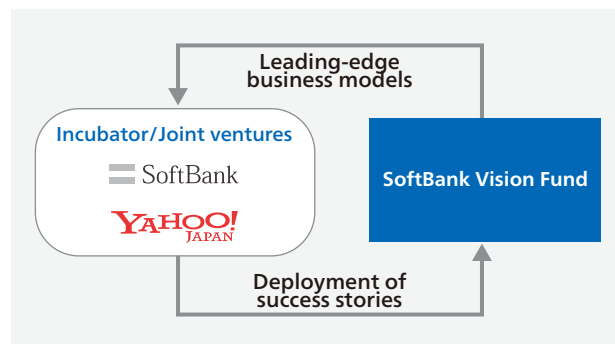 Leading-edge
business models
Incubator/Joint ventures
SoftBank
YAHOO!
JAPAN
SoftBank Vision Fund
Deployment of
success stories